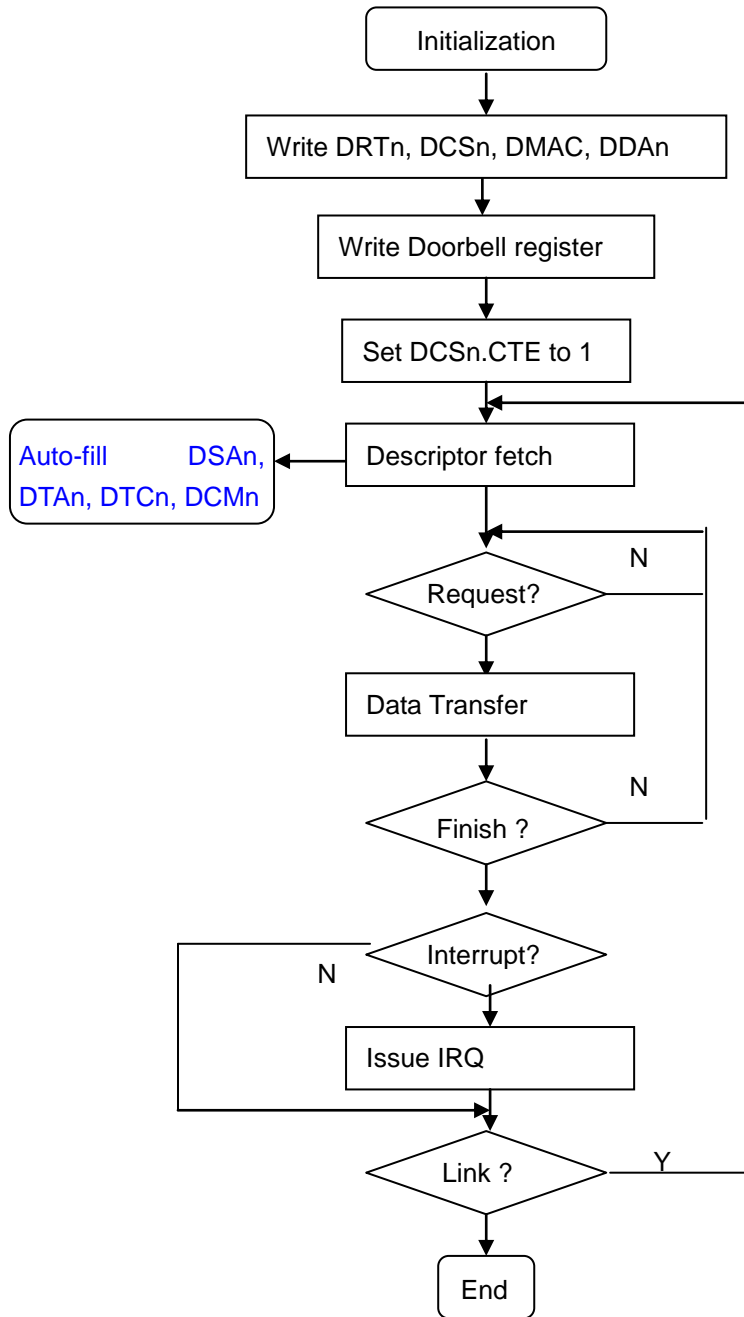 Initialization
Write DRTn, DCSn, DMAC, DDAn
Write Doorbell register
Set DCSn.CTE to 1
Auto-fill DSAn,
DTAn, DTCn, DCMn
Descriptor fetch
N
Request?
Data Transfer
N
Finish ?
Interrupt?
N
Issue IRQ
Link ?
Y
End